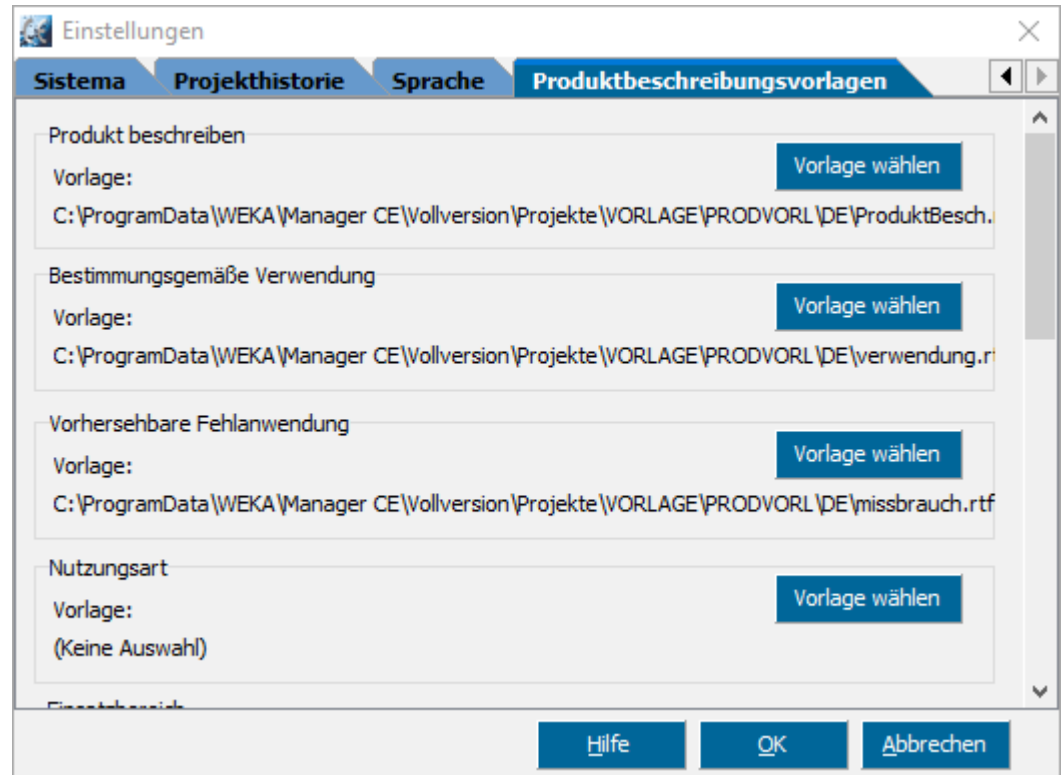 Einstellungen
Sistema Projekthistorie Sprache Produktbeschreibungsvorlagen
Produkt beschreiben
Vorlage wählen
Vorlage:
C:\ProgramData\WEKA\Manager CE\Vollversion\Projekte\VORLAGE\PRODVORL\DE\ProduktBesch.
Bestimmungsgemäße Verwendung
Vorlage wählen
Vorlage:
C:\ProgramData\WEKA\Manager CE\Vollversion\Projekte\VORLAGE\PRODVORL\DE\verwendung.rt
Vorhersehbare Fehlanwendung
Vorlage wählen
Vorlage:
C:\ProgramData\WEKA\Manager CE\Vollversion\Projekte\VORLAGE\PRODVORL\DE\missbrauch.rtf
Nutzungsart
Vorlage wählen
Vorlage:
(Keine Auswahl)
Einsatzbereich
Hilfe OK Abbrechen